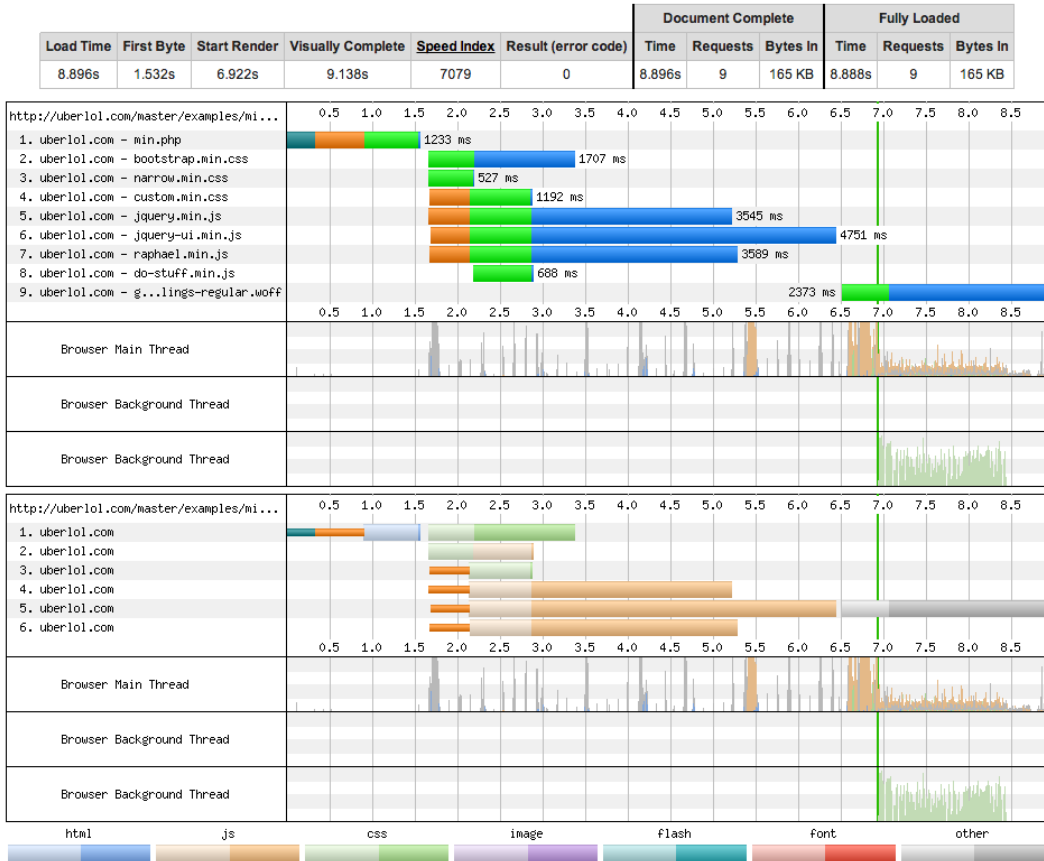 Document Complete Fully Loaded
Load Time First Byte Start Render Visually Complete Speed Index Result (error code) Time Requests Bytes In Time Requests Bytes In
8.896s 1.532s 6.922s 9.138s 7079 0 8.896s 9 165 KB 8.888s 9 165 KB
http://uberlol.com/master/examples/mi... 0.5 1.0 1.5 2.0 2.5 3.0 3.5 4.0 4.5 5.0 5.5 6.0 6.5 7.0 7.5 8.0 8.5
1. uberlol.com - min.php 1233 ms
2. uberlol.com - bootstrap.min.css 1707 ms
3. uberlol.com - narrow.min.css 527 ms
4. uberlol.com - custom.min.css 1192 ms
5. uberlol.com - jquery.min.js 3545 ms
6. uberlol.com - jquery-ui.min.js 4751 ms
7. uberlol.com - raphael.min.js 3589 ms
8. uberlol.com - do-stuff.min.js 688 ms
9. uberlol.com - g...lings-regular.woff 2373 ms
0.5 1.0 1.5 2.0 2.5 3.0 3.5 4.0 4.5 5.0 5.5 6.0 6.5 7.0 7.5 8.0 8.5
Browser Main Thread
Browser Background Thread
Browser Background Thread
http://uberlol.com/master/examples/mi... 0.5 1.0 1.5 2.0 2.5 3.0 3.5 4.0 4.5 5.0 5.5 6.0 6.5 7.0 7.5 8.0 8.5
1. uberlol.com
2. uberlol.com
3. uberlol.com
4. uberlol.com
5. uberlol.com
6. uberlol.com
0.5 1.0 1.5 2.0 2.5 3.0 3.5 4.0 4.5 5.0 5.5 6.0 6.5 7.0 7.5 8.0 8.5
Browser Main Thread
Browser Background Thread
Browser Background Thread
html js css image flash font other